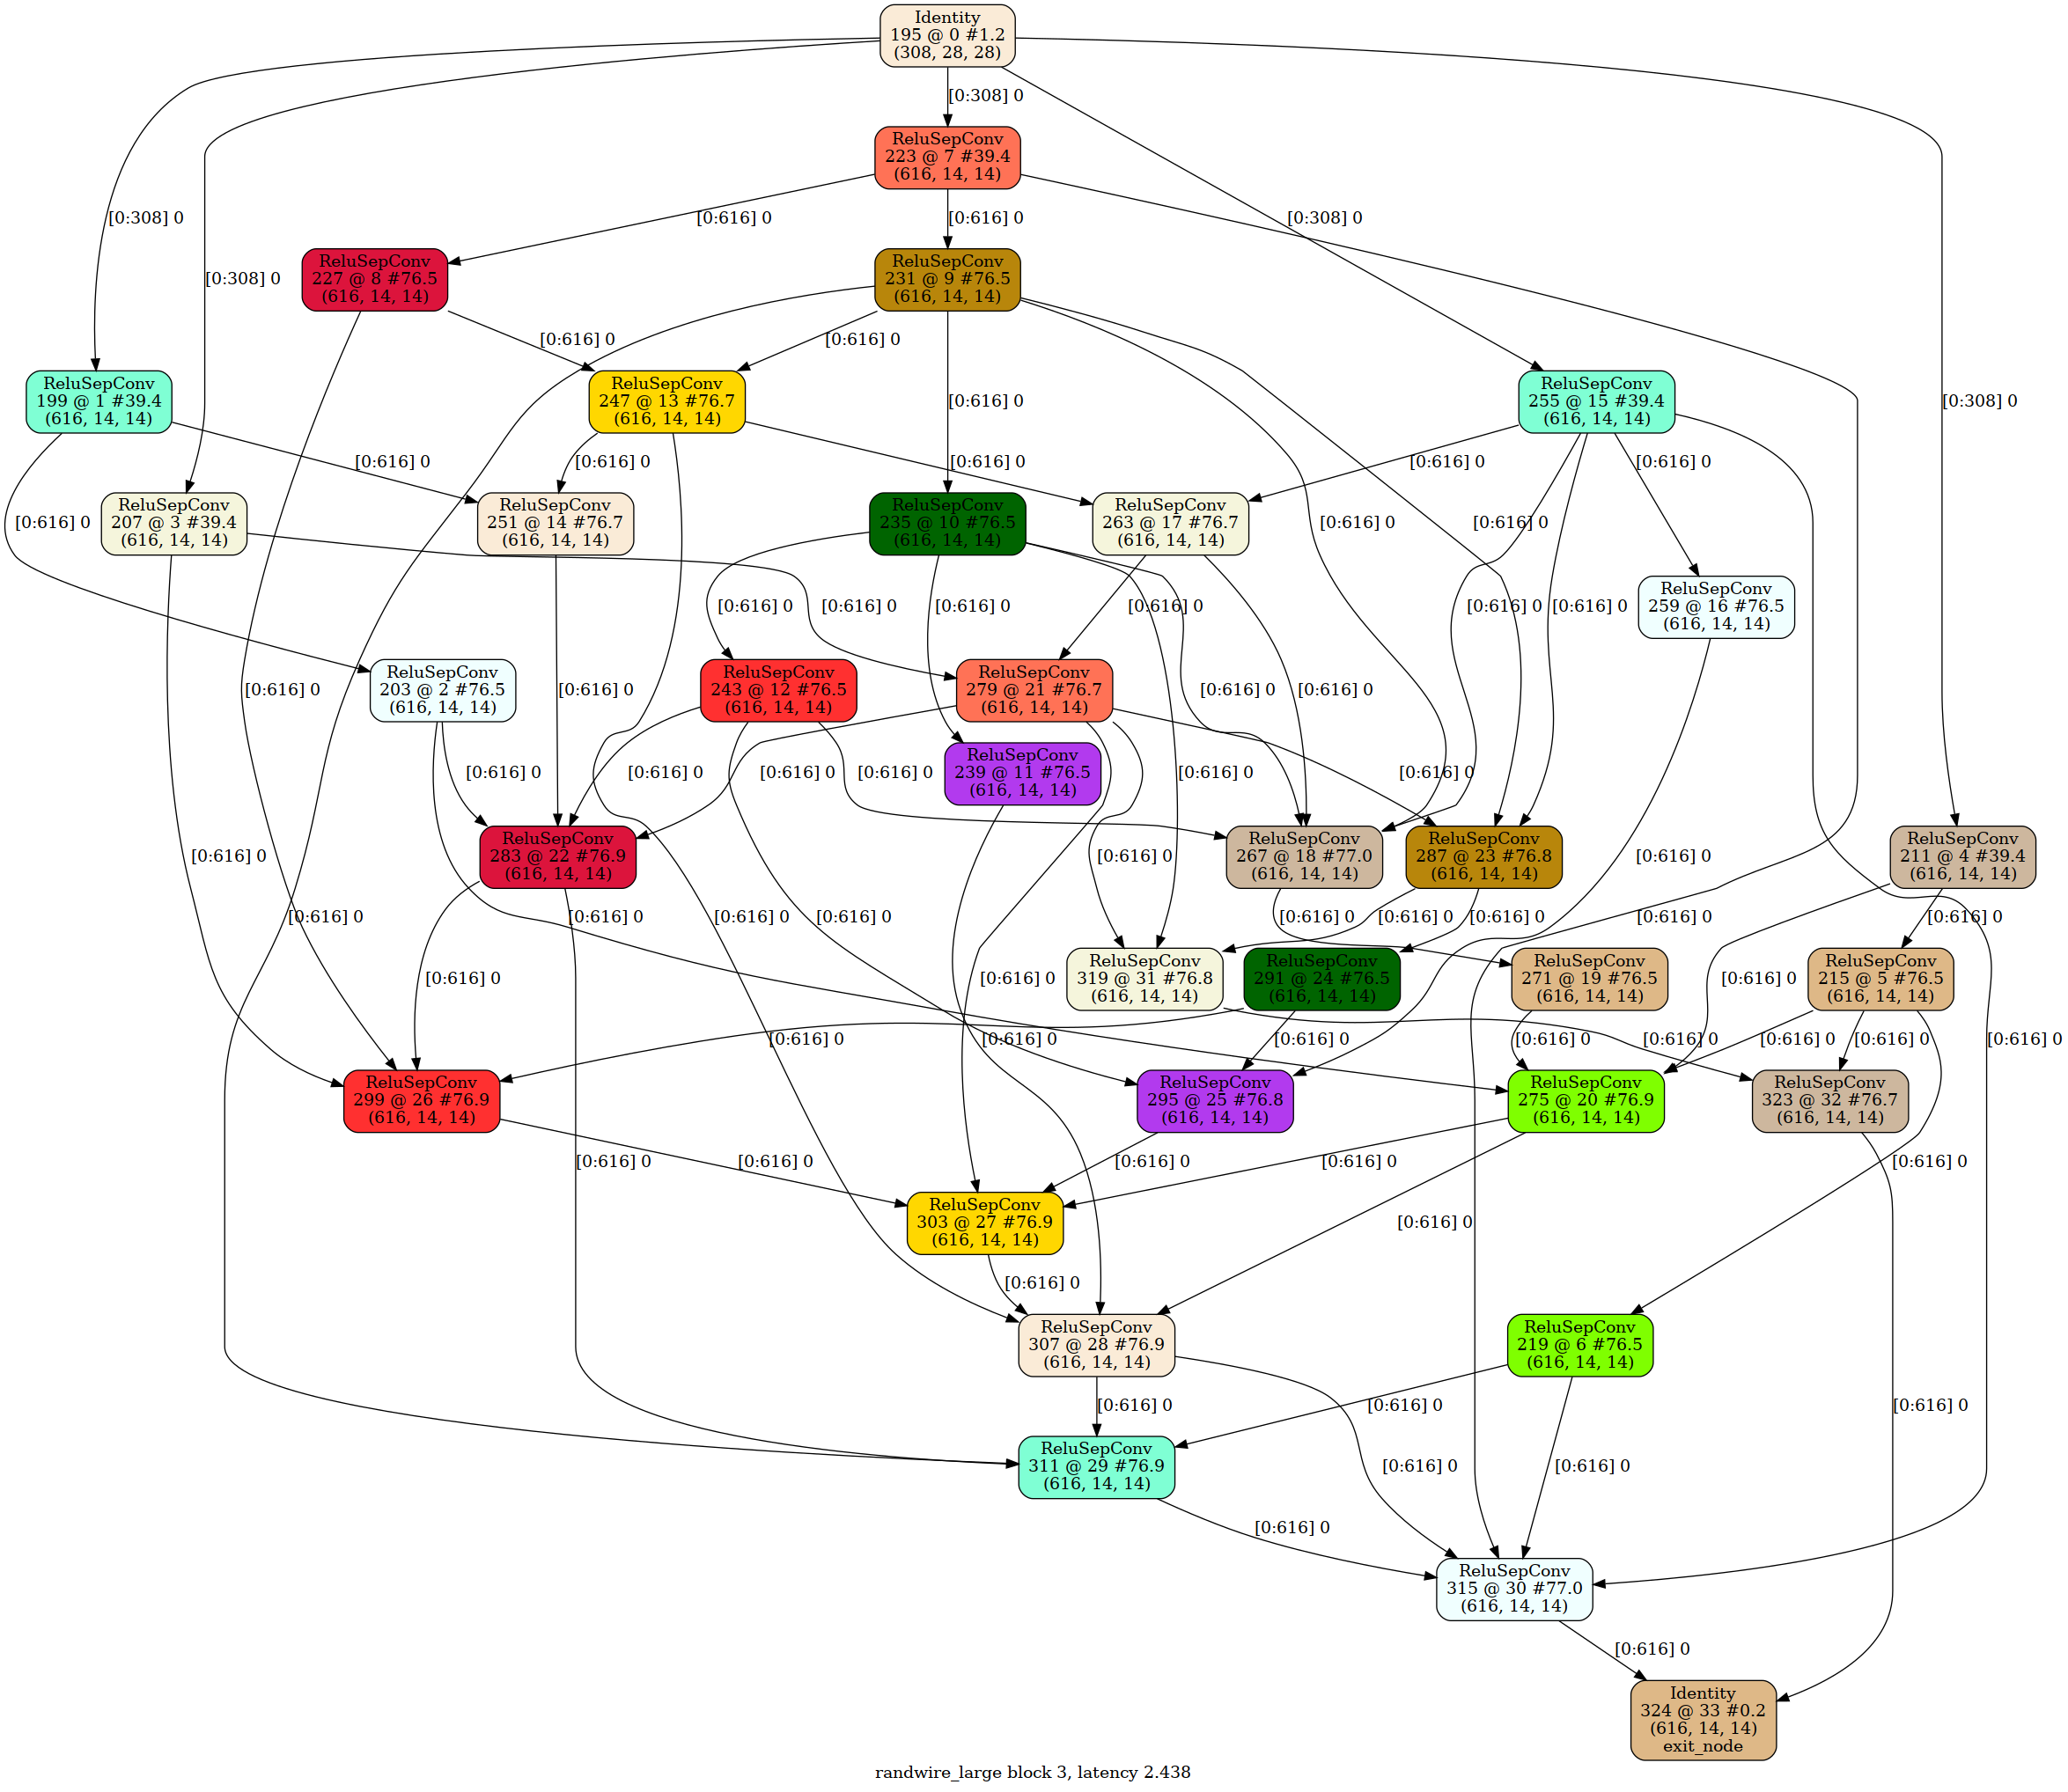 Identity
195 @ 0 #1.2
(308, 28, 28)
[0:308] 0
ReluSepConv
223 @ 7 #39.4
(616, 14, 14)
[0:308] 0
[0:616] 0
[0:616] 0
[0:308] 0
[0:308] 0
ReluSepConv
227 @ 8 #76.5
(616, 14, 14)
ReluSepConv
231 @ 9 #76.5
(616, 14, 14)
[0:616] 0
[0:616] 0
ReluSepConv
199 @ 1 #39.4
(616, 14, 14)
ReluSepConv
247 @ 13 #76.7
(616, 14, 14)
[0:616] 0
ReluSepConv
255 @ 15 #39.4
(616, 14, 14)
[0:308] 0
[0:616] 0
[0:616] 0
[0:616] 0
[0:616] 0
[0:616] 0
[0:616] 0
ReluSepConv
207 @ 3 #39.4
(616, 14, 14)
ReluSepConv
251 @ 14 #76.7
(616, 14, 14)
ReluSepConv
235 @ 10 #76.5
(616, 14, 14)
ReluSepConv
263 @ 17 #76.7
(616, 14, 14)
[0:616] 0
[0:616] 0
ReluSepConv
259 @ 16 #76.5
(616, 14, 14)
[0:616] 0
[0:616] 0
[0:616] 0
[0:616] 0
[0:616] 0
[0:616] 0
[0:616] 0
ReluSepConv
203 @ 2 #76.5
(616, 14, 14)
[0:616] 0
ReluSepConv
243 @ 12 #76.5
(616, 14, 14)
ReluSepConv
279 @ 21 #76.7
(616, 14, 14)
[0:616] 0
[0:616] 0
[0:616] 0
[0:616] 0
[0:616] 0
[0:616] 0
ReluSepConv
239 @ 11 #76.5
(616, 14, 14)
[0:616] 0
[0:616] 0
[0:616] 0
ReluSepConv
283 @ 22 #76.9
(616, 14, 14)
[0:616] 0
ReluSepConv
267 @ 18 #77.0
(616, 14, 14)
ReluSepConv
287 @ 23 #76.8
(616, 14, 14)
[0:616] 0
ReluSepConv
211 @ 4 #39.4
(616, 14, 14)
[0:616] 0
[0:616] 0
[0:616] 0
[0:616] 0
[0:616] 0
[0:616] 0
[0:616] 0
[0:616] 0
[0:616] 0
[0:616] 0
[0:616] 0
ReluSepConv
319 @ 31 #76.8
(616, 14, 14)
ReluSepConv
291 @ 24 #76.5
(616, 14, 14)
ReluSepConv
271 @ 19 #76.5
(616, 14, 14)
[0:616] 0
ReluSepConv
215 @ 5 #76.5
(616, 14, 14)
[0:616] 0
[0:616] 0
[0:616] 0
[0:616] 0
[0:616] 0
[0:616] 0
[0:616] 0
[0:616] 0
ReluSepConv
299 @ 26 #76.9
(616, 14, 14)
ReluSepConv
295 @ 25 #76.8
(616, 14, 14)
ReluSepConv
275 @ 20 #76.9
(616, 14, 14)
ReluSepConv
323 @ 32 #76.7
(616, 14, 14)
[0:616] 0
[0:616] 0
[0:616] 0
[0:616] 0
[0:616] 0
ReluSepConv
303 @ 27 #76.9
(616, 14, 14)
[0:616] 0
[0:616] 0
ReluSepConv
307 @ 28 #76.9
(616, 14, 14)
ReluSepConv
219 @ 6 #76.5
(616, 14, 14)
[0:616] 0
[0:616] 0
[0:616] 0
ReluSepConv
311 @ 29 #76.9
(616, 14, 14)
[0:616] 0
[0:616] 0
[0:616] 0
ReluSepConv
315 @ 30 #77.0
(616, 14, 14)
[0:616] 0
Identity
324 @ 33 #0.2
(616, 14, 14)
exit_node
randwire_large block 3, latency 2.438